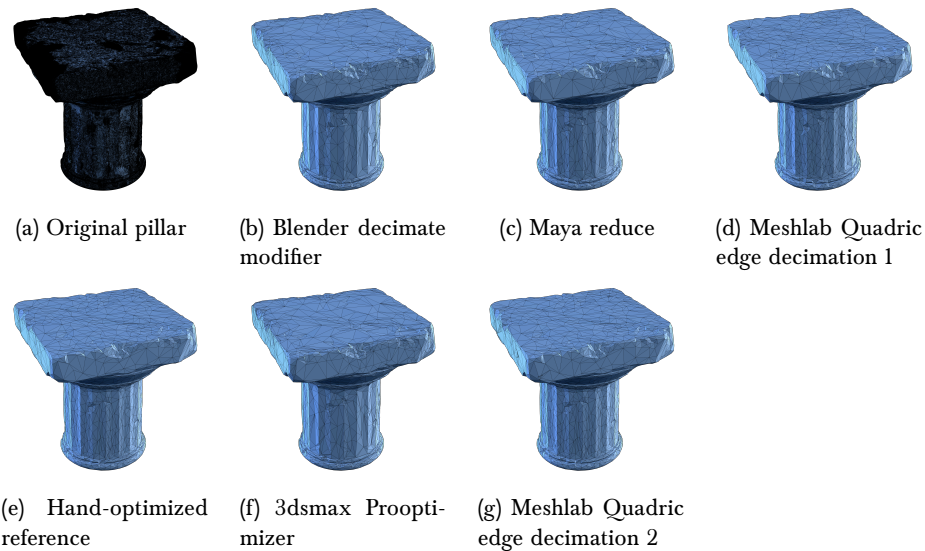 (a) Original pillar
(b) Blender decimate
modifier
(c) Maya reduce
(d) Meshlab Quadric
edge decimation 1
(e) Hand-optimized
reference
(f) 3dsmax Proopti-
mizer
(g) Meshlab Quadric
edge decimation 2